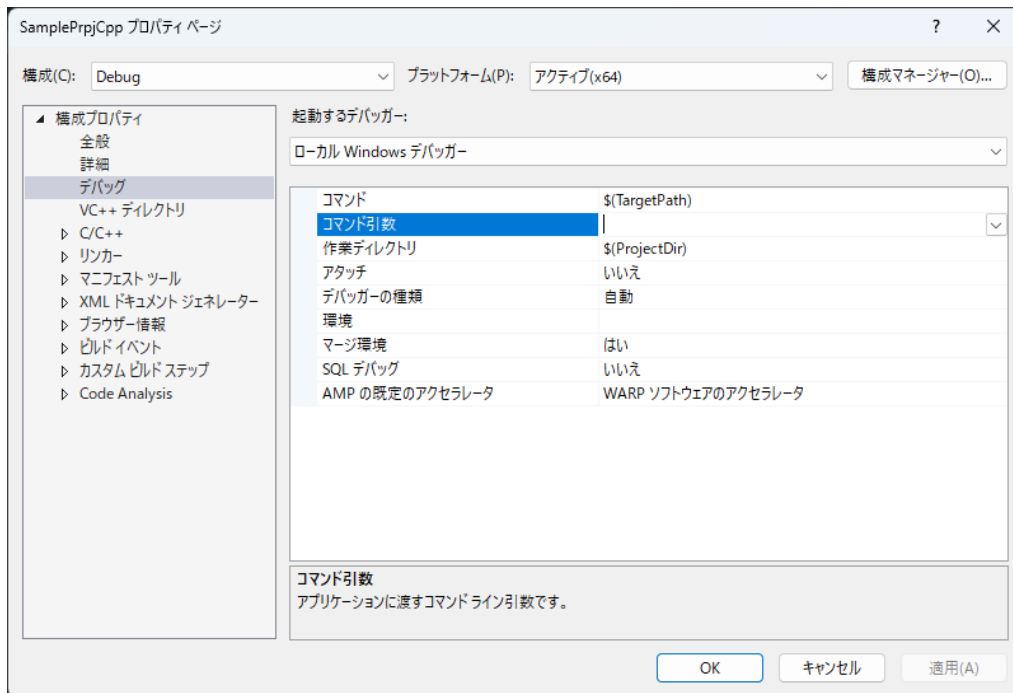 SamplePrpjCpp プロパティ ページ
? ×
構成(C): Debug プラットフォーム(P): アクティブ(x64) 構成マネージャー(O)...
構成プロパティ
全般
詳細
デバッグ
VC++ ディレクトリ
C/C++
リンカー
マニフェスト ツール
XML ドキュメント ジェネレーター
ブラウザー情報
ビルド イベント
カスタム ビルド ステップ
Code Analysis
起動するデバッガー:
ローカル Windows デバッガー
コマンド $(TargetPath)
コマンド引数
作業ディレクトリ $(ProjectDir)
アタッチ いいえ
デバッガーの種類 自動
環境
マージ環境 はい
SQL デバッグ いいえ
AMP の既定のアクセラレータ WARP ソフトウェアのアクセラレータ
コマンド引数
アプリケーションに渡すコマンド ライン引数です。
OK キャンセル 適用(A)